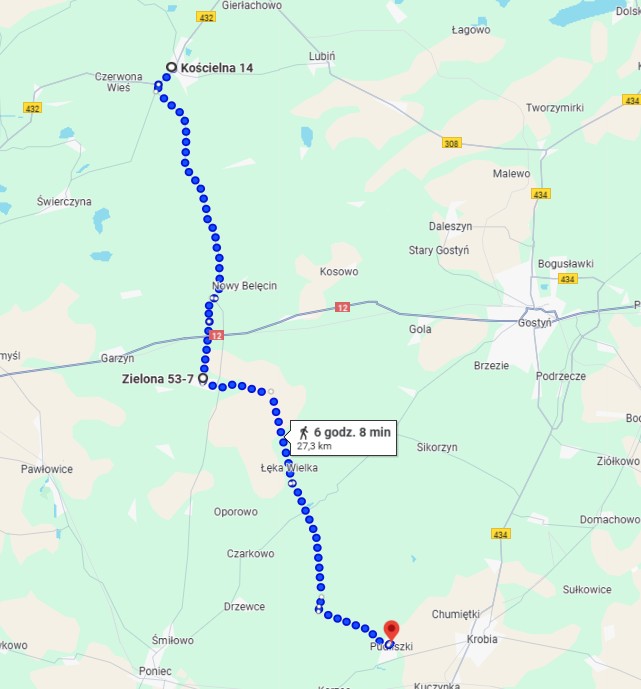 Gierłachowo
432
Łagowo
Dolsk
Lubiń
Kościelna 14
Czerwona
Wieś
432
434
Tworzymirki
308
Malewo
434
Świerczyna
Daleszyn
Stary Gostyń
Bogusławki
Kosowo
434
Nowy Belęcin
12
Gostyń
Gola
12
Garzyn
Brzezie
Podrzecze
Zielona 53-7
6 godz. 8 min
27,3 km
Sikorzyn
Ziółkowo
Łęka Wielka
Pawłowice
Oporowo
Domachowo
434
Czarkowo
Sułkowice
Drzewce
Chumiętki
Krobia
Śmiłowo
Pudliszki
Poniec
Kuczynka